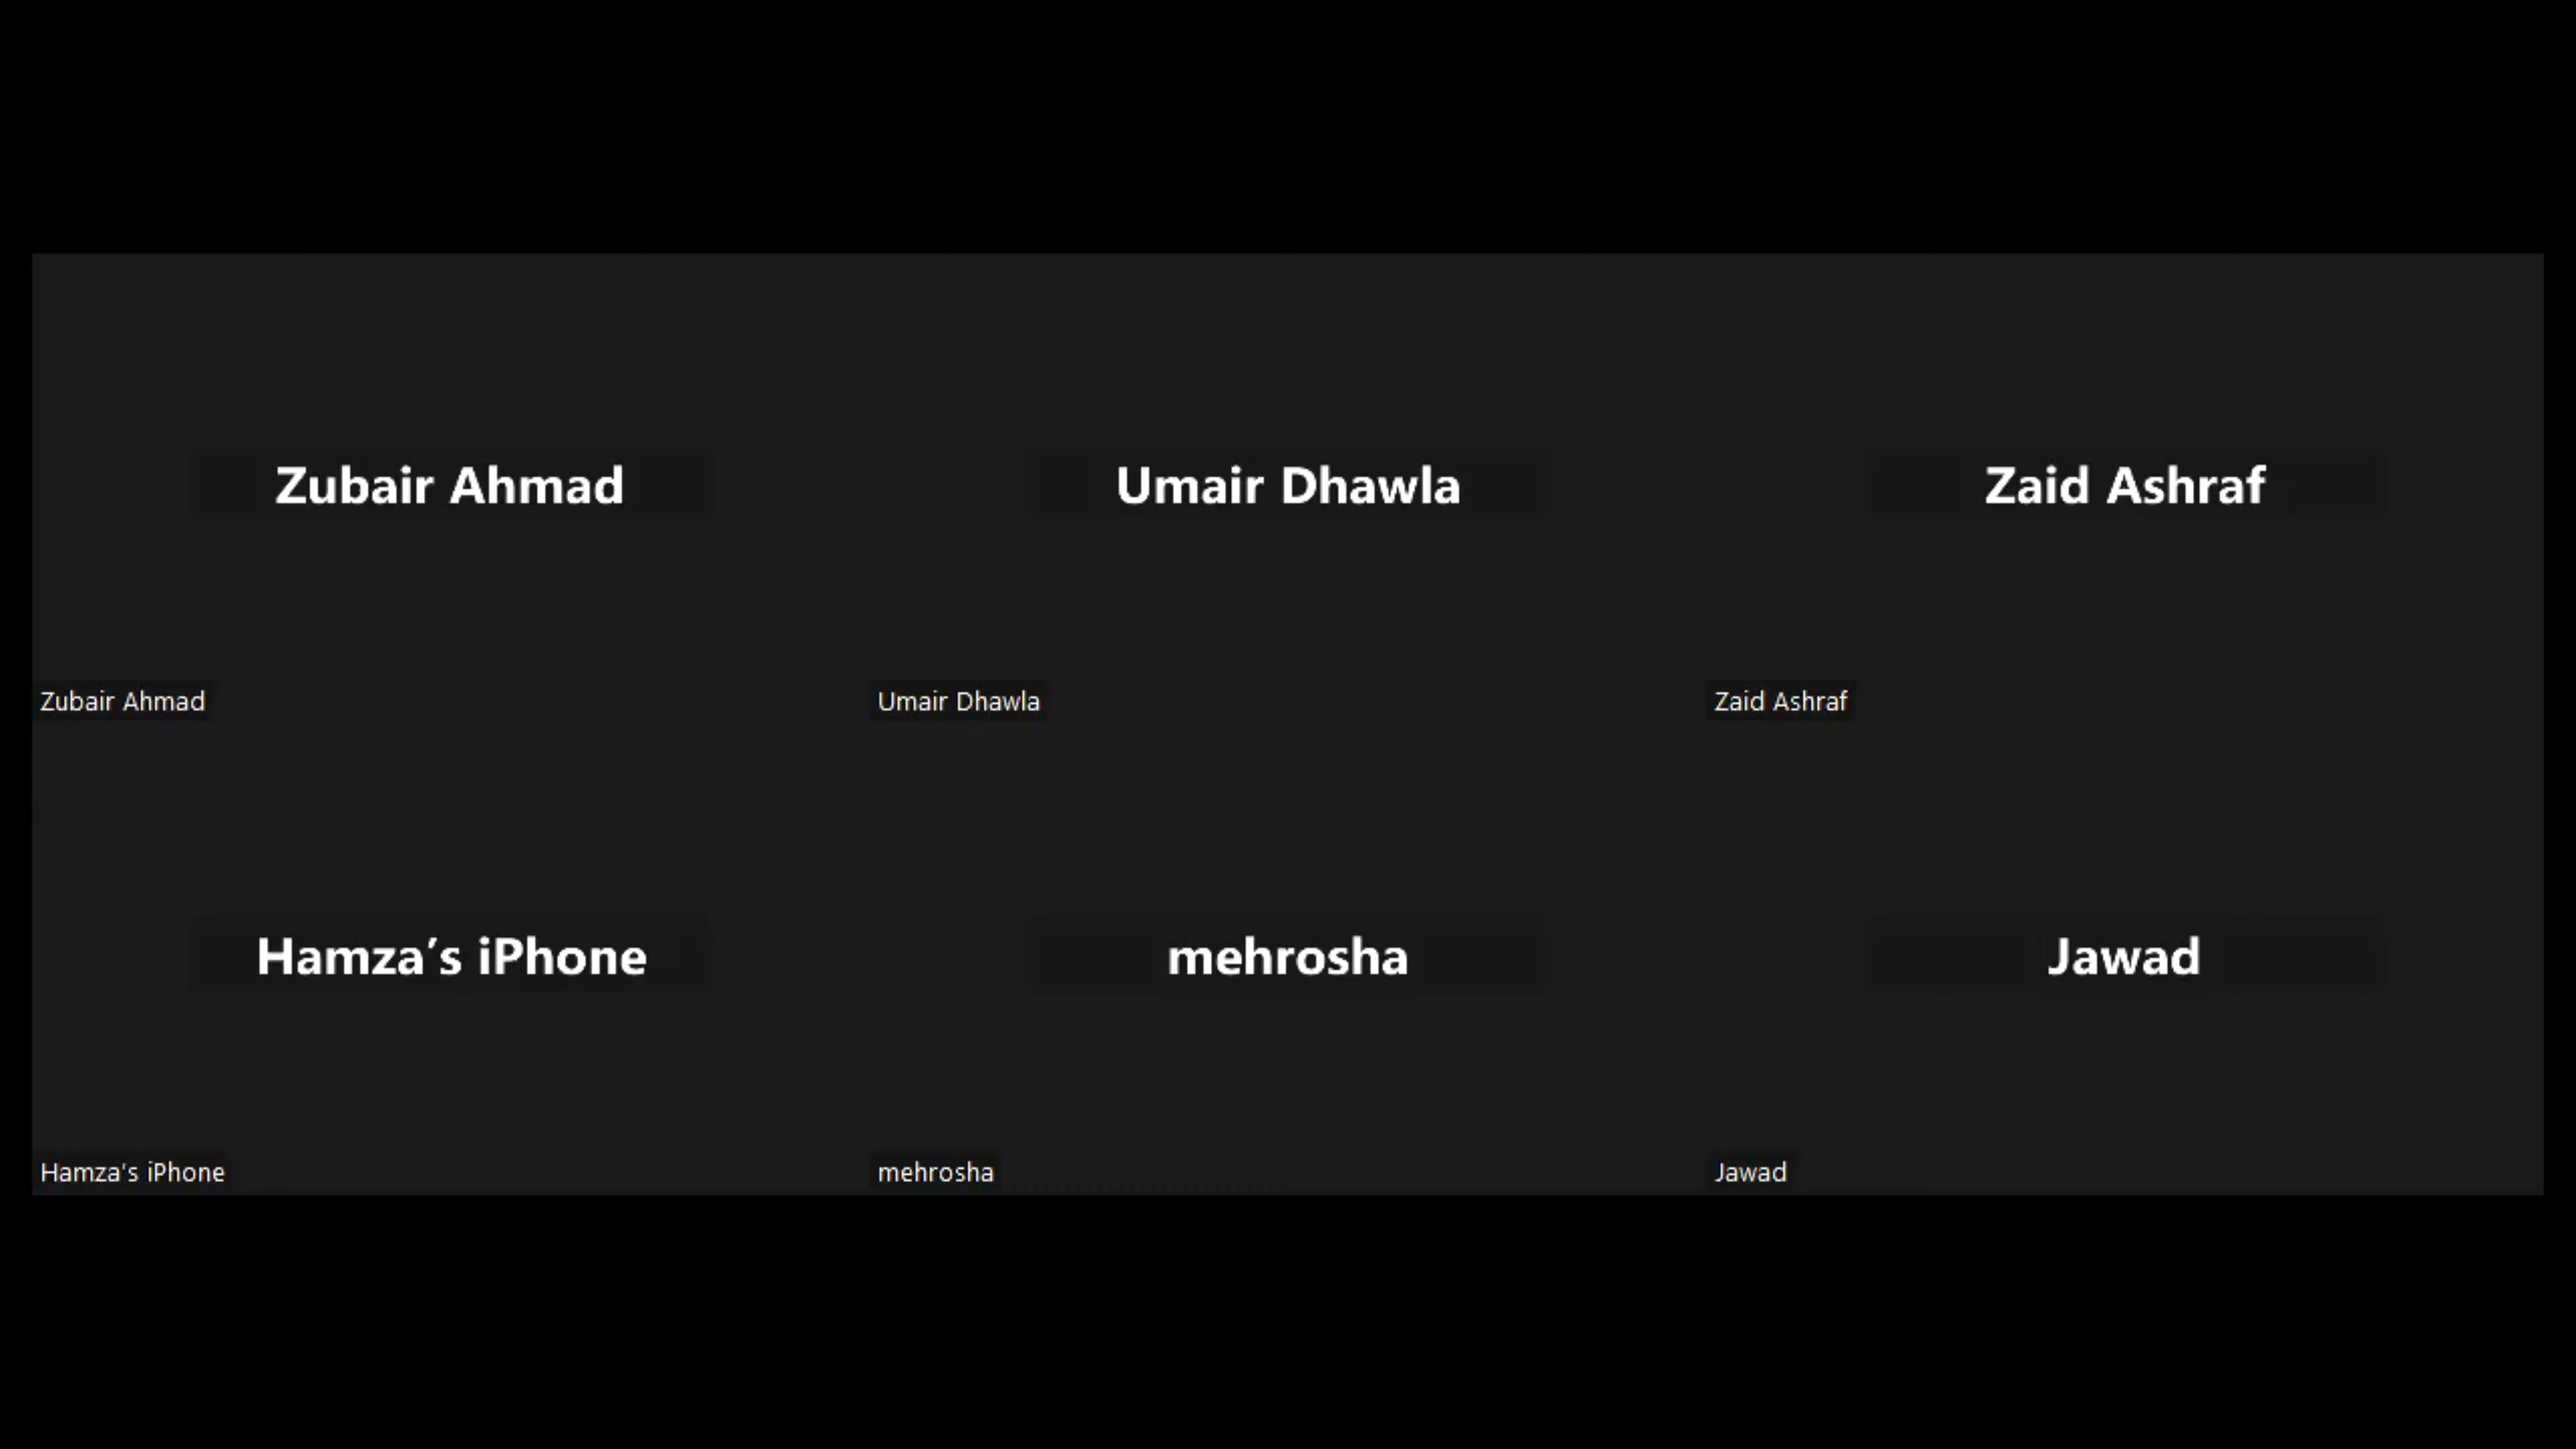 Zubair Ahmad
Umair Dhawla
Zaid Ashraf
Zubair Ahmad
Umair Dhawla
Zaid Ashraf
Hamza’s iPhone
mehrosha
Jawad
Hamza's iPhone
mehrosha
Jawad